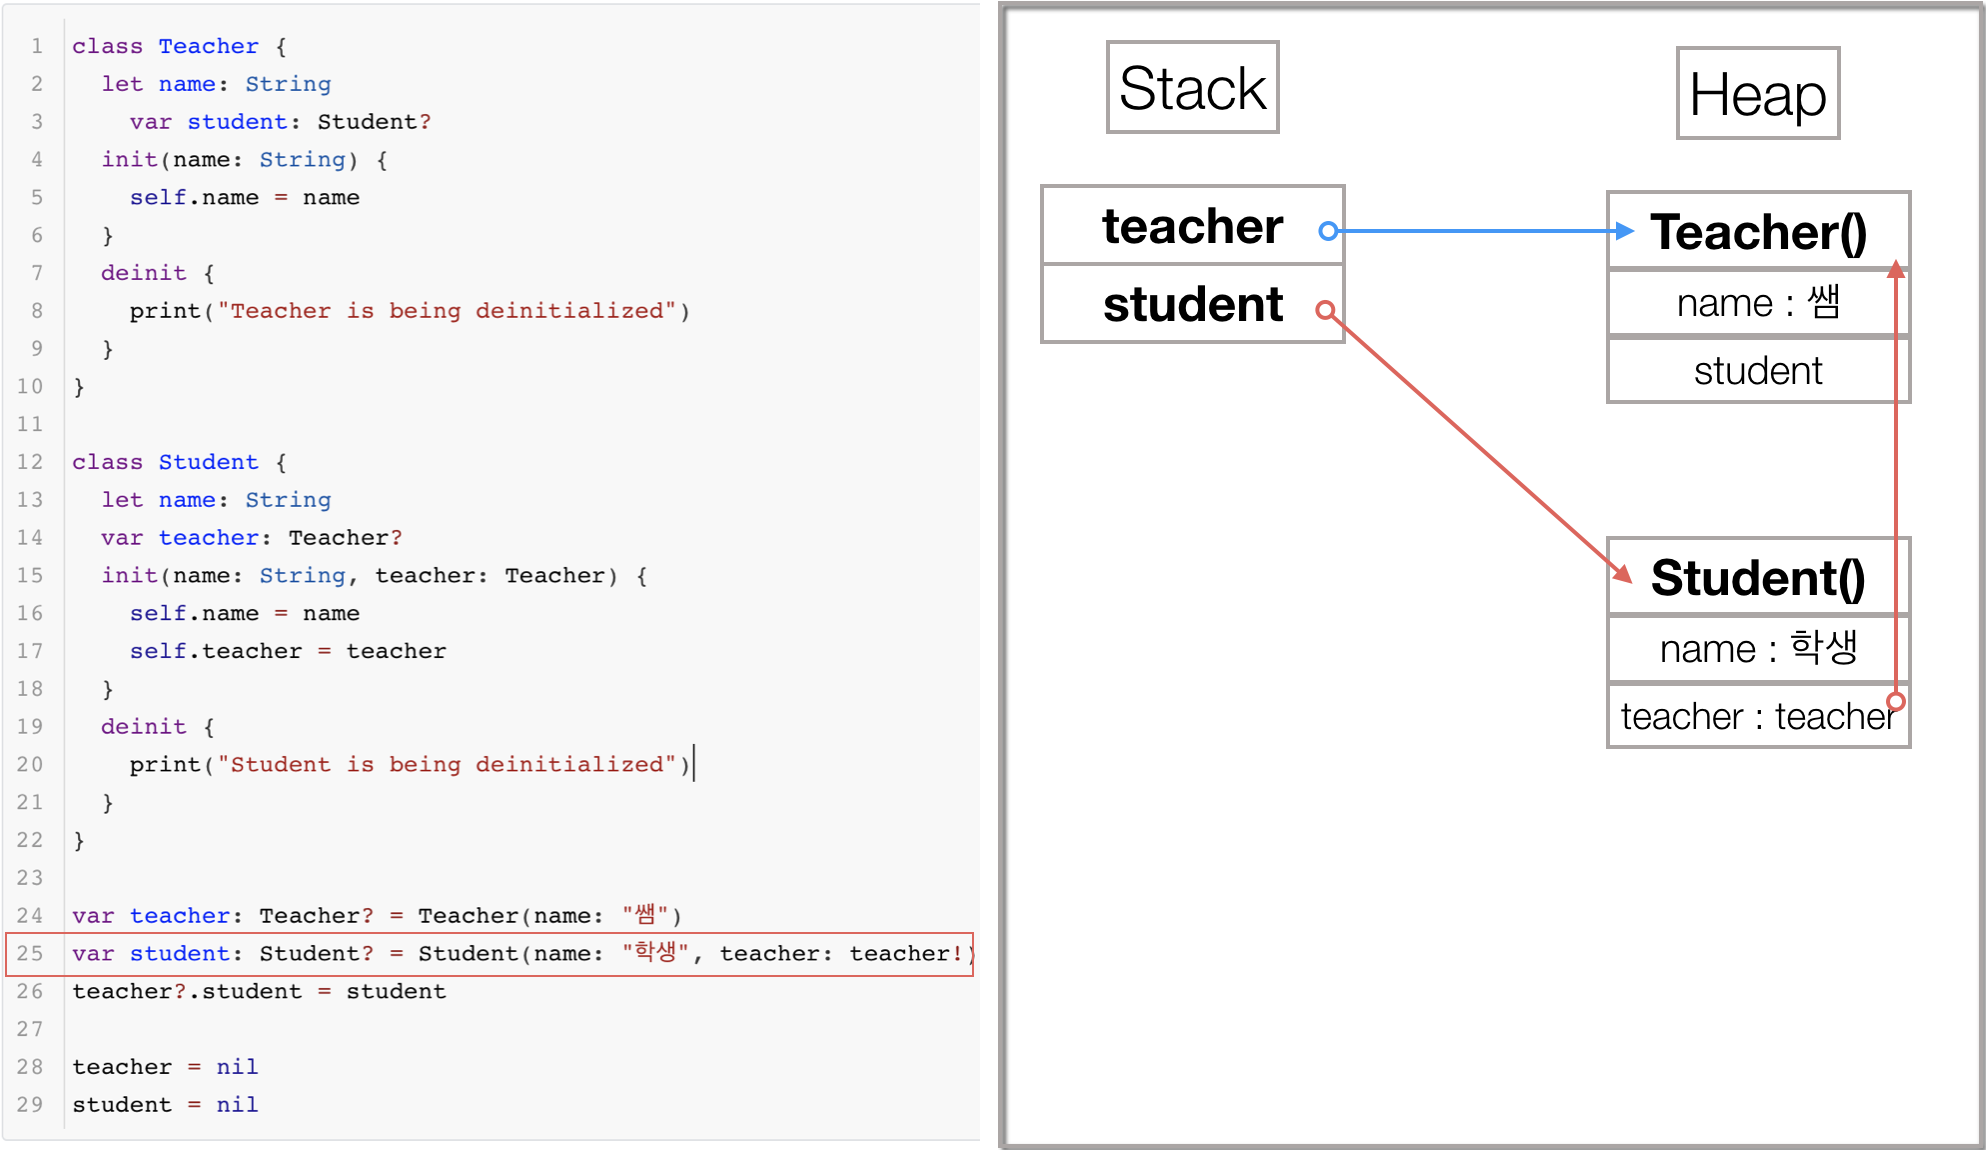 1 class Teacher {
2 let name: String
3 var student: Student?
4 init(name: String) {
5 self.name = name
6 }
7 deinit {
8 print("Teacher is being deinitialized")
9 }
10 }
11
12 class Student {
13 let name: String
14 var teacher: Teacher?
15 init(name: String, teacher: Teacher) {
16 self.name = name
17 self.teacher = teacher
18 }
19 deinit {
20 print("Student is being deinitialized")
21 }
22 }
23
24 var teacher: Teacher? = Teacher(name: "쌤")
25 var student: Student? = Student(name: "학생", teacher: teacher!)
26 teacher?.student = student
27
28 teacher = nil
29 student = nil
Stack
Heap
teacher
student
Teacher()
name : 쌤
student
Student()
name : 학생
teacher : teacher